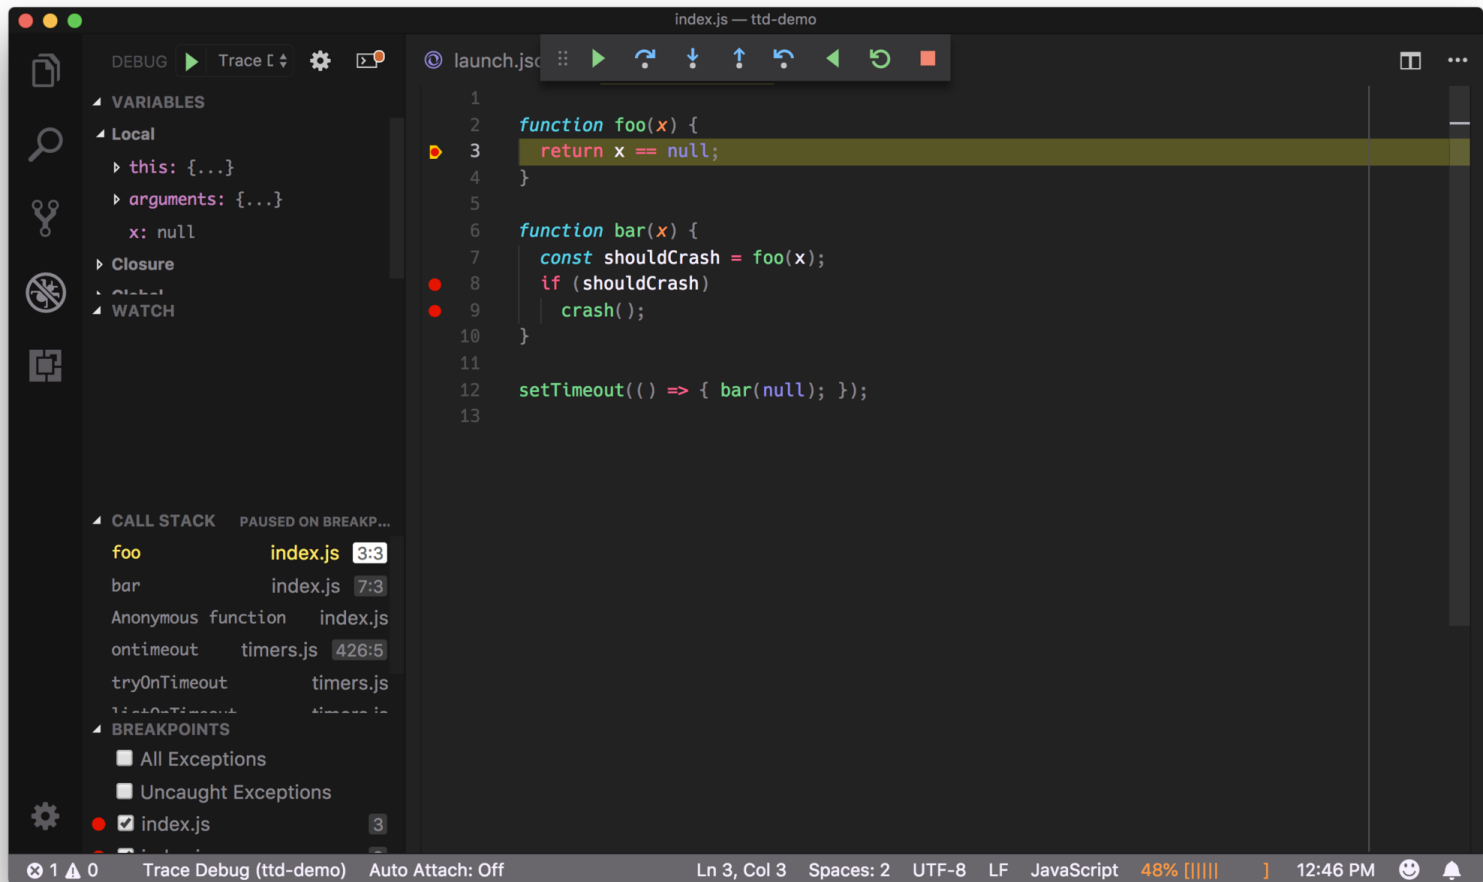 index.js — ttd-demo
DEBUG
Trace
launch.jsc
VARIABLES
Local
this: {...}
arguments: {...}
x: null
Closure
WATCH
CALL STACK PAUSED ON BREAKP...
foo index.js 3:3
bar index.js 7:3
Anonymous function index.js
ontimeout timers.js 426:5
tryOnTimeout timers.js
BREAKPOINTS
All Exceptions
Uncaught Exceptions
index.js 3
1
2 function foo(x) {
3 return x == null;
4 }
5
6 function bar(x) {
7 const shouldCrash = foo(x);
8 if (shouldCrash)
9 crash();
10 }
11
12 setTimeout(() => { bar(null); });
13
1 0 Trace Debug (ttd-demo) Auto Attach: Off Ln 3, Col 3 Spaces: 2 UTF-8 LF JavaScript 48% [||||| ] 12:46 PM